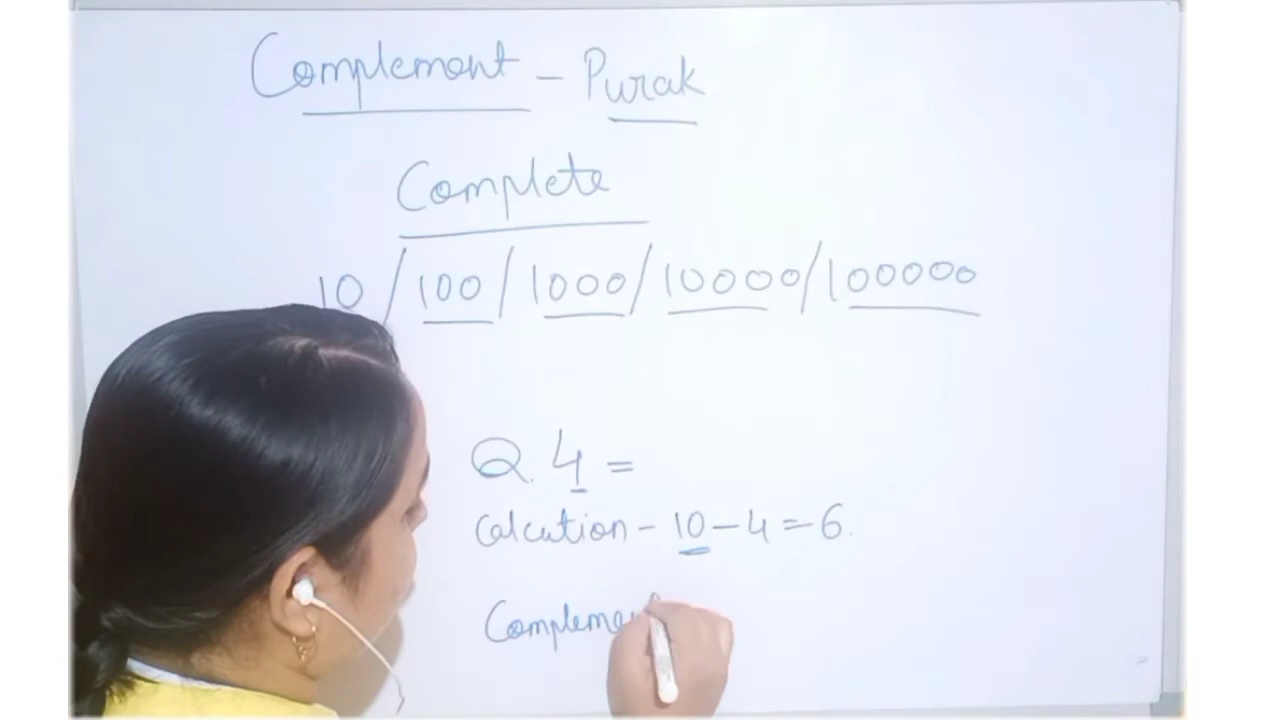 Complement - Purak
Complete
10 / 100 / 1000 / 10000 / 100000
Q. 4 =
Calcution - 10 - 4 = 6.